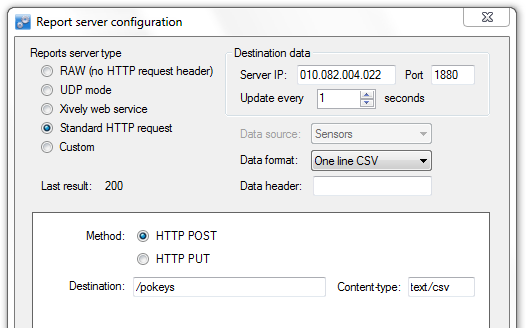 Report server configuration
Reports server type
RAW (no HTTP request header)
UDP mode
Xively web service
Standard HTTP request
Custom
Last result: 200
Destination data
Server IP: 010.082.004.022 Port 1880
Update every 1 seconds
Data source: Sensors
Data format: One line CSV
Data header:
Method: HTTP POST
HTTP PUT
Destination: /pokeys Content-type: text/csv